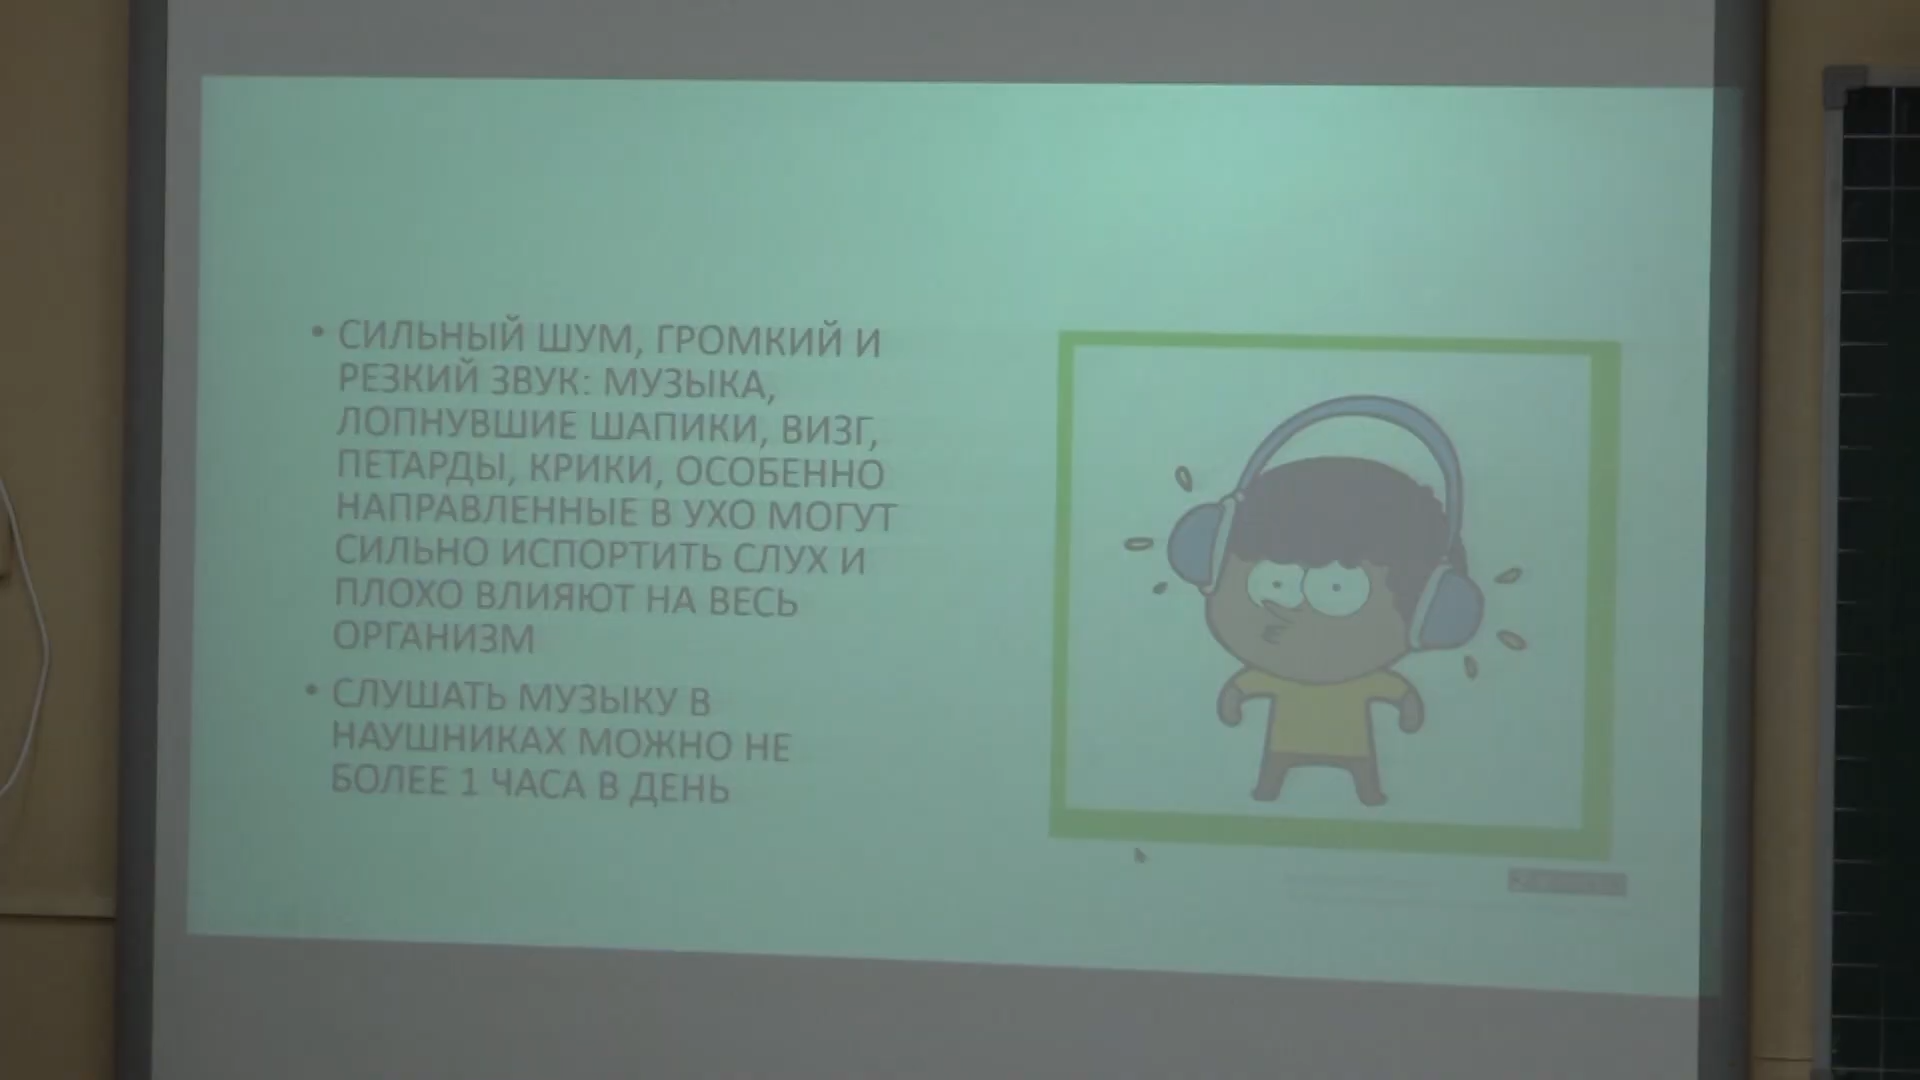 • СИЛЬНЫЙ ШУМ, ГРОМКИЙ И
РЕЗКИЙ ЗВУК: МУЗЫКА,
ЛОПНУВШИЕ ШАПИКИ, ВИЗГ,
ПЕТАРДЫ, КРИКИ, ОСОБЕННО
НАПРАВЛЕННЫЕ В УХО МОГУТ
СИЛЬНО ИСПОРТИТЬ СЛУХ И
ПЛОХО ВЛИЯЮТ НА ВЕСЬ
ОРГАНИЗМ
• СЛУШАТЬ МУЗЫКУ В
НАУШНИКАХ МОЖНО НЕ
БОЛЕЕ 1 ЧАСА В ДЕНЬ